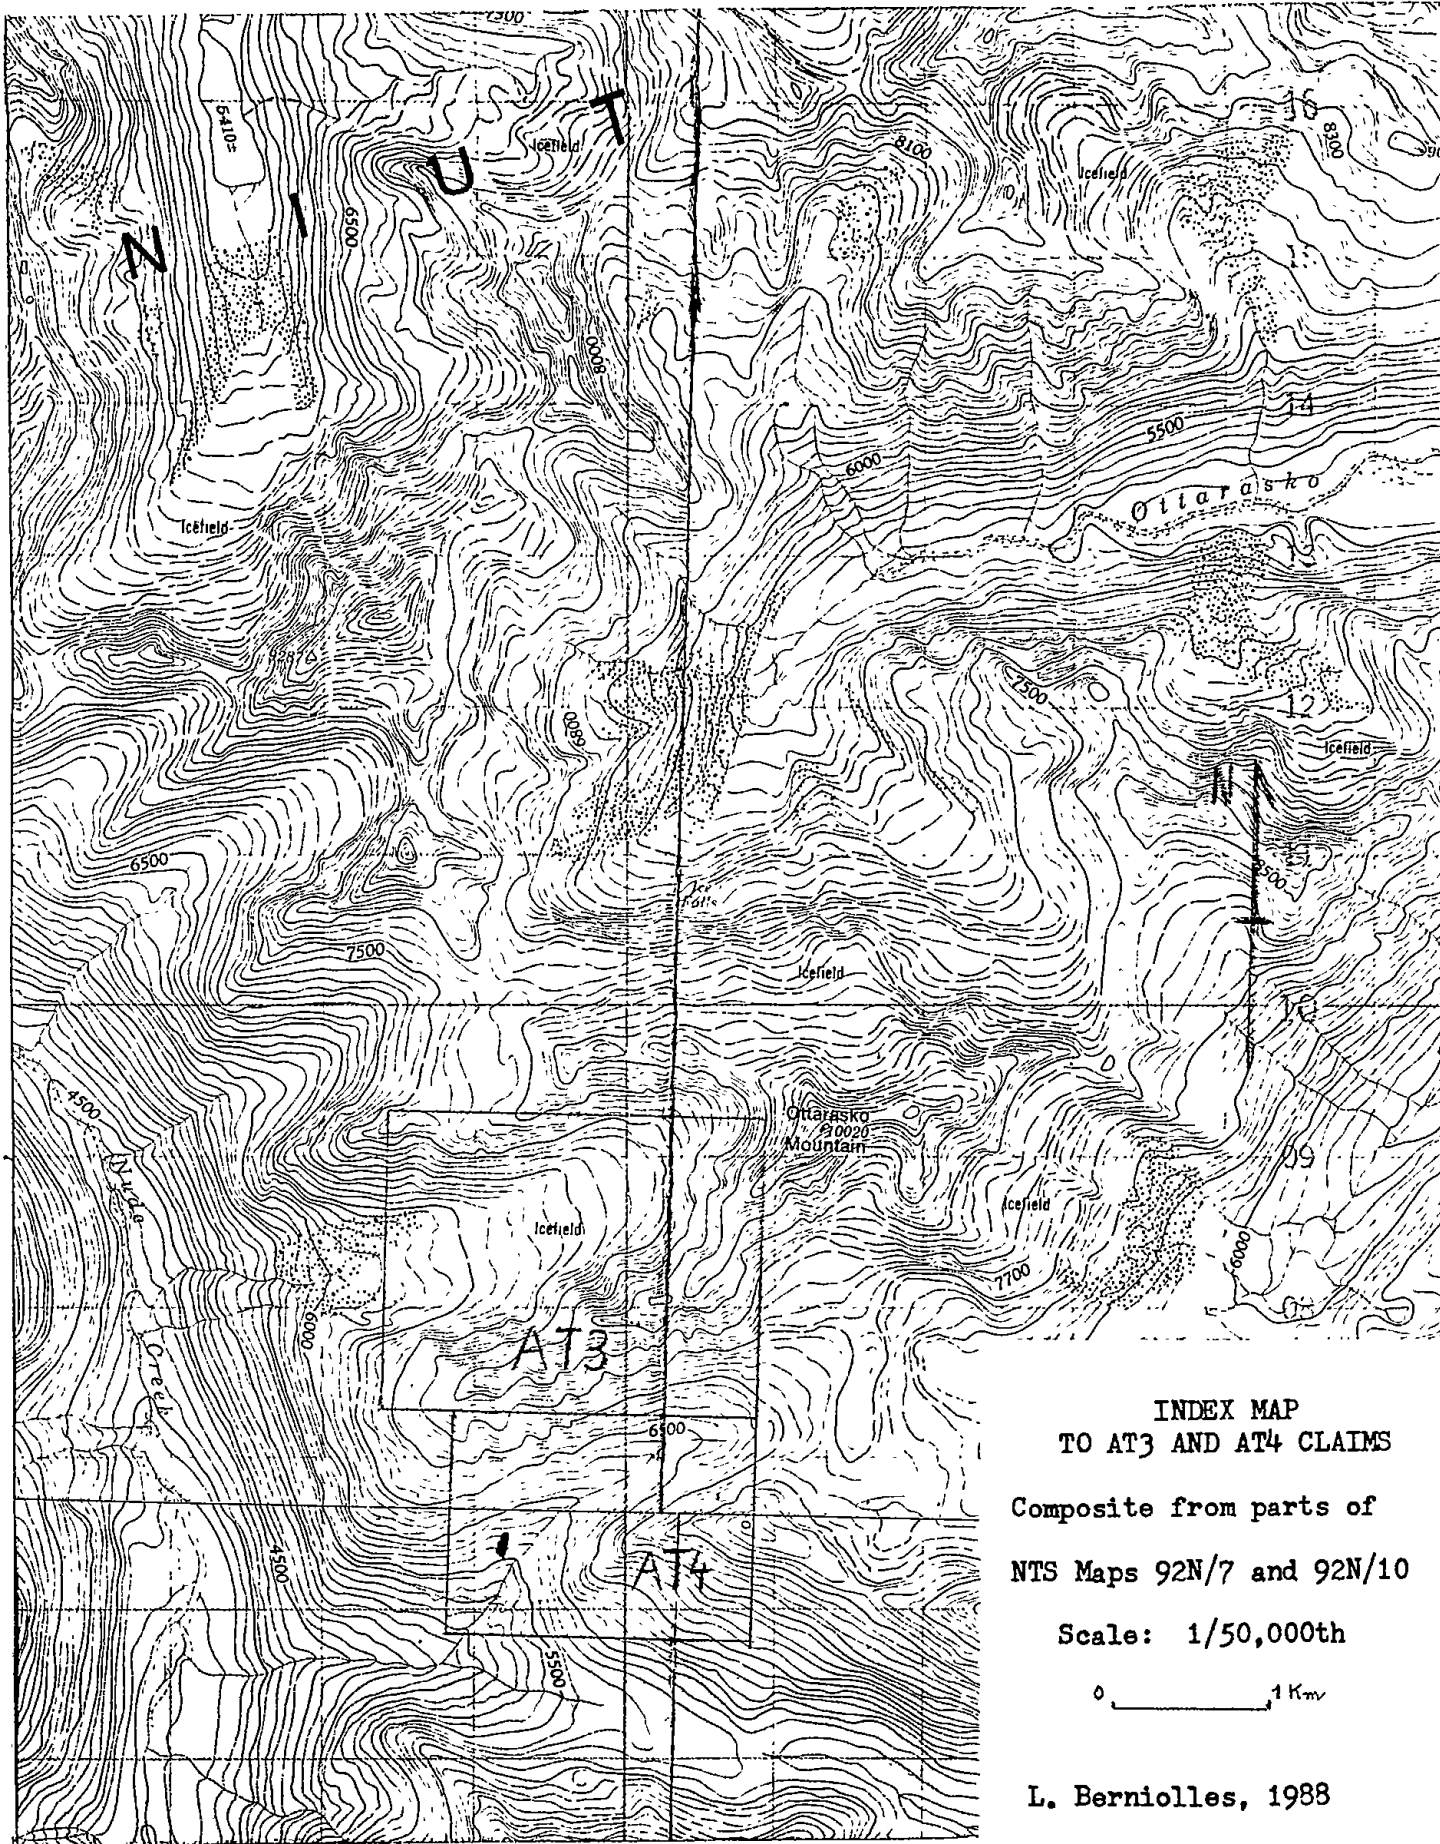 7500
16
6410±
T
8300
Icefield
8100
U
Icefield
I
6500
N
8000
14
5500
6000
Ottarasko
Icefield
7500
12
6800
Icefield
N
6500
8500
Ice
Falls
7500
Icefield
10
4500
Ottarasko
10020
Mountain
09
Nude
Icefield
Icefield
6000
7700
6000
AT3
Creek
INDEX MAP
6500
TO AT3 AND AT4 CLAIMS
Composite from parts of
4500
AT4
NTS Maps 92N/7 and 92N/10
Scale: 1/50,000th
5500
0 1 Km
L. Berniolles, 1988